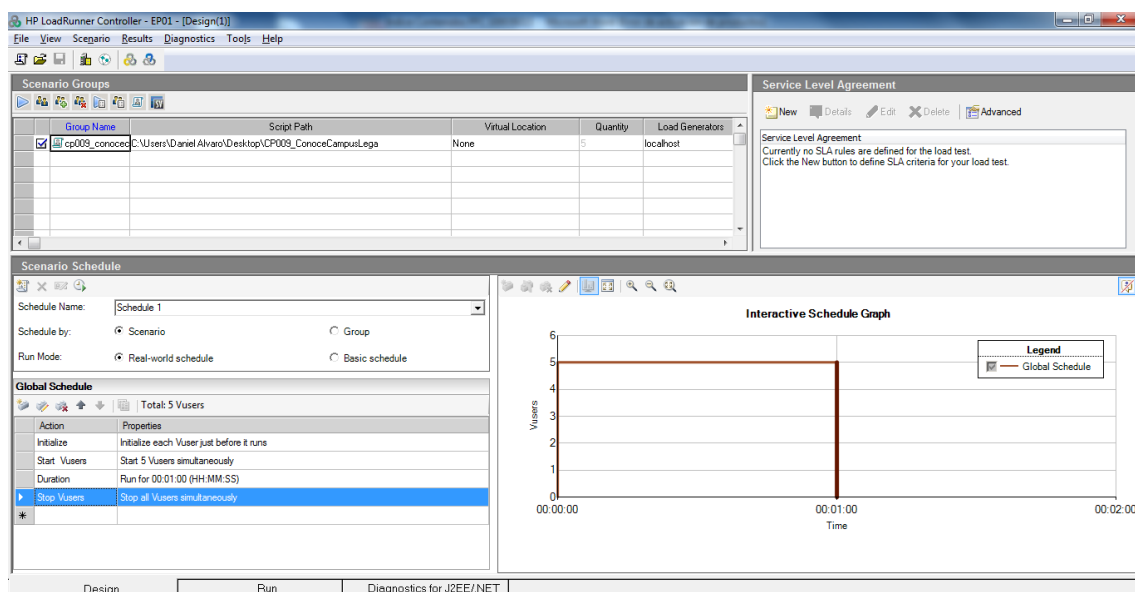 HP LoadRunner Controller - EP01 - [Design(1)]
File View Scenario Results Diagnostics Tools Help
Scenario Groups
Group Name Script Path Virtual Location Quantity Load Generators
cp009_conocec C:\Users\Daniel Alvaro\Desktop\CP009_ConoceCampusLega None 5 localhost
Service Level Agreement
New Details Edit Delete Advanced
Service Level Agreement
Currently no SLA rules are defined for the load test.
Click the New button to define SLA criteria for your load test.
Scenario Schedule
Schedule Name: Schedule 1
Schedule by: Scenario Group
Run Mode: Real-world schedule Basic schedule
Global Schedule
Total: 5 Vusers
Action Properties
Initialize Initialize each Vuser just before it runs
Start Vusers Start 5 Vusers simultaneously
Duration Run for 00:01:00 (HH:MM:SS)
Stop Vusers Stop all Vusers simultaneously
Interactive Schedule Graph
Legend
Global Schedule
Vusers
6
5
4
3
2
1
0
00:00:00 00:01:00 00:02:00
Time
Design Run Diagnostics for J2EE/.NET